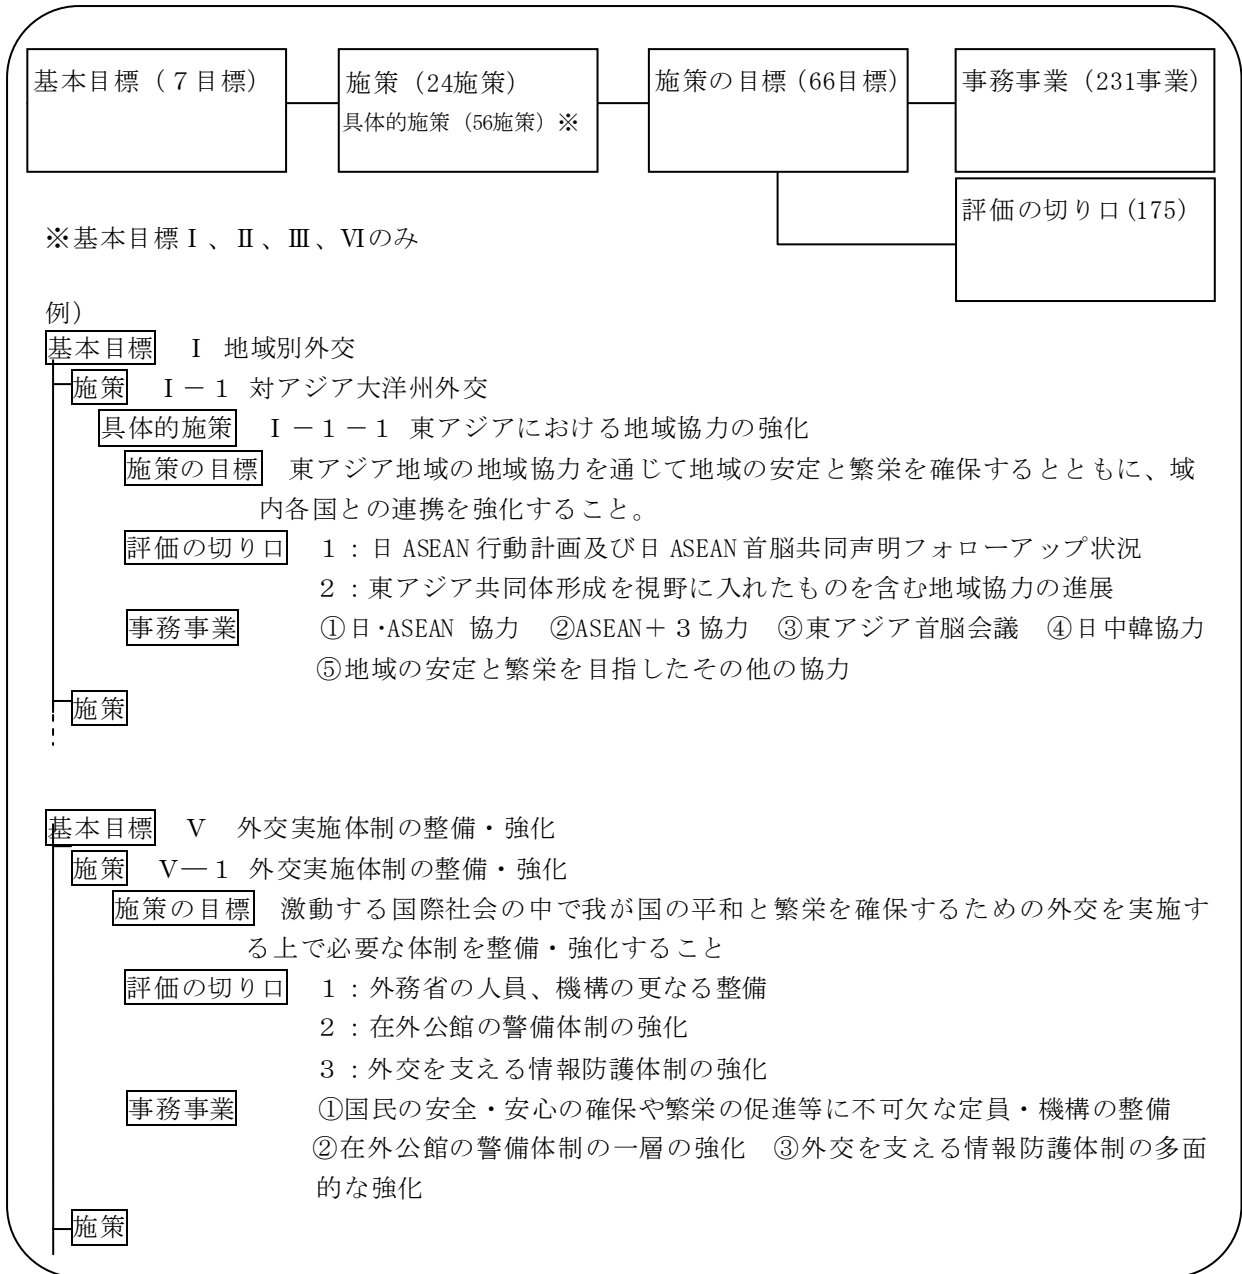 基本目標（７目標）
施策（24施策）
具体的施策（56施策）※
施策の目標（66目標）
事務事業（231事業）
評価の切り口(175)
※基本目標Ⅰ、Ⅱ、Ⅲ、Ⅵのみ
例）
基本目標　Ⅰ 地域別外交
施策　Ⅰ－１ 対アジア大洋州外交
具体的施策　Ⅰ－１－１ 東アジアにおける地域協力の強化
施策の目標　東アジア地域の地域協力を通じて地域の安定と繁栄を確保するとともに、域
内各国との連携を強化すること。
評価の切り口　１：日 ASEAN 行動計画及び日 ASEAN 首脳共同声明フォローアップ状況
２：東アジア共同体形成を視野に入れたものを含む地域協力の進展
事務事業　①日･ASEAN 協力　②ASEAN＋３協力　③東アジア首脳会議　④日中韓協力
⑤地域の安定と繁栄を目指したその他の協力
施策
基本目標　Ⅴ　外交実施体制の整備・強化
施策　Ⅴ―１ 外交実施体制の整備・強化
施策の目標　激動する国際社会の中で我が国の平和と繁栄を確保するための外交を実施す
る上で必要な体制を整備・強化すること
評価の切り口　１：外務省の人員、機構の更なる整備
２：在外公館の警備体制の強化
３：外交を支える情報防護体制の強化
事務事業　①国民の安全・安心の確保や繁栄の促進等に不可欠な定員・機構の整備
②在外公館の警備体制の一層の強化　③外交を支える情報防護体制の多面
的な強化
施策